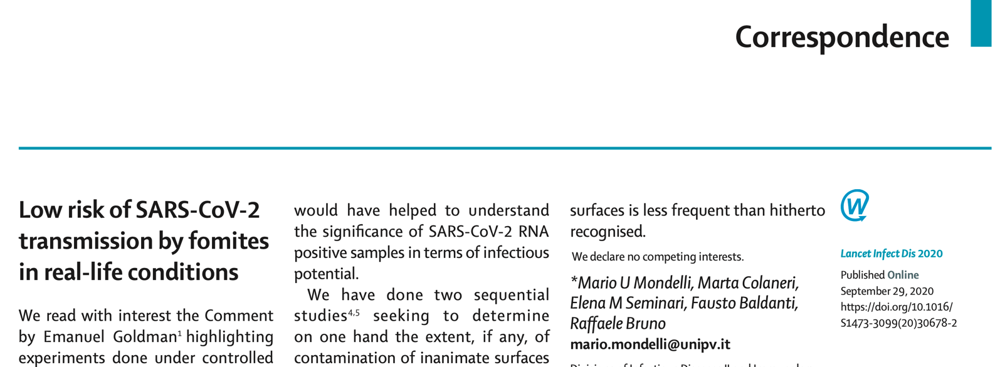 Correspondence
Low risk of SARS-CoV-2
transmission by fomites
in real-life conditions
We read with interest the Comment
by Emanuel Goldman1 highlighting
experiments done under controlled
would have helped to understand
the significance of SARS-CoV-2 RNA
positive samples in terms of infectious
potential.
We have done two sequential
studies4,5 seeking to determine
on one hand the extent, if any, of
contamination of inanimate surfaces
surfaces is less frequent than hitherto
recognised.
We declare no competing interests.
*Mario U Mondelli, Marta Colaneri,
Elena M Seminari, Fausto Baldanti,
Raffaele Bruno
mario.mondelli@unipv.it
W
Lancet Infect Dis 2020
Published Online
September 29, 2020
https://doi.org/10.1016/
S1473-3099(20)30678-2